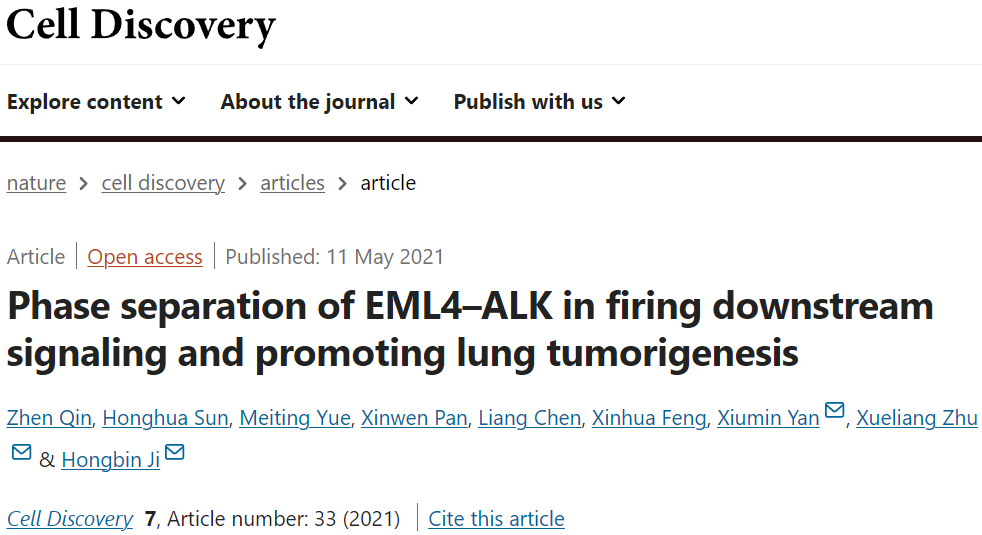 Cell Discovery
Explore content About the journal Publish with us
nature > cell discovery > articles > article
Article | Open access | Published: 11 May 2021
Phase separation of EML4–ALK in firing downstream
signaling and promoting lung tumorigenesis
Zhen Qin, Honghua Sun, Meiting Yue, Xinwen Pan, Liang Chen, Xinhua Feng, Xiumin Yan, Xueliang Zhu
& Hongbin Ji
Cell Discovery 7, Article number: 33 (2021) | Cite this article